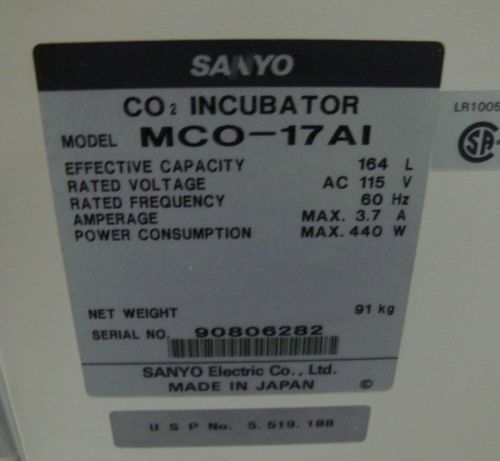 SANYO
CO₂ INCUBATOR
MODEL MCO-17AI
EFFECTIVE CAPACITY 164 L
RATED VOLTAGE AC 115 V
RATED FREQUENCY 60 Hz
AMPERAGE MAX. 3.7 A
POWER CONSUMPTION MAX. 440 W
NET WEIGHT 91 kg
SERIAL NO. 90806282
SANYO Electric Co., Ltd.
MADE IN JAPAN ©
U S P No. 5.519.188
LR1005
SA